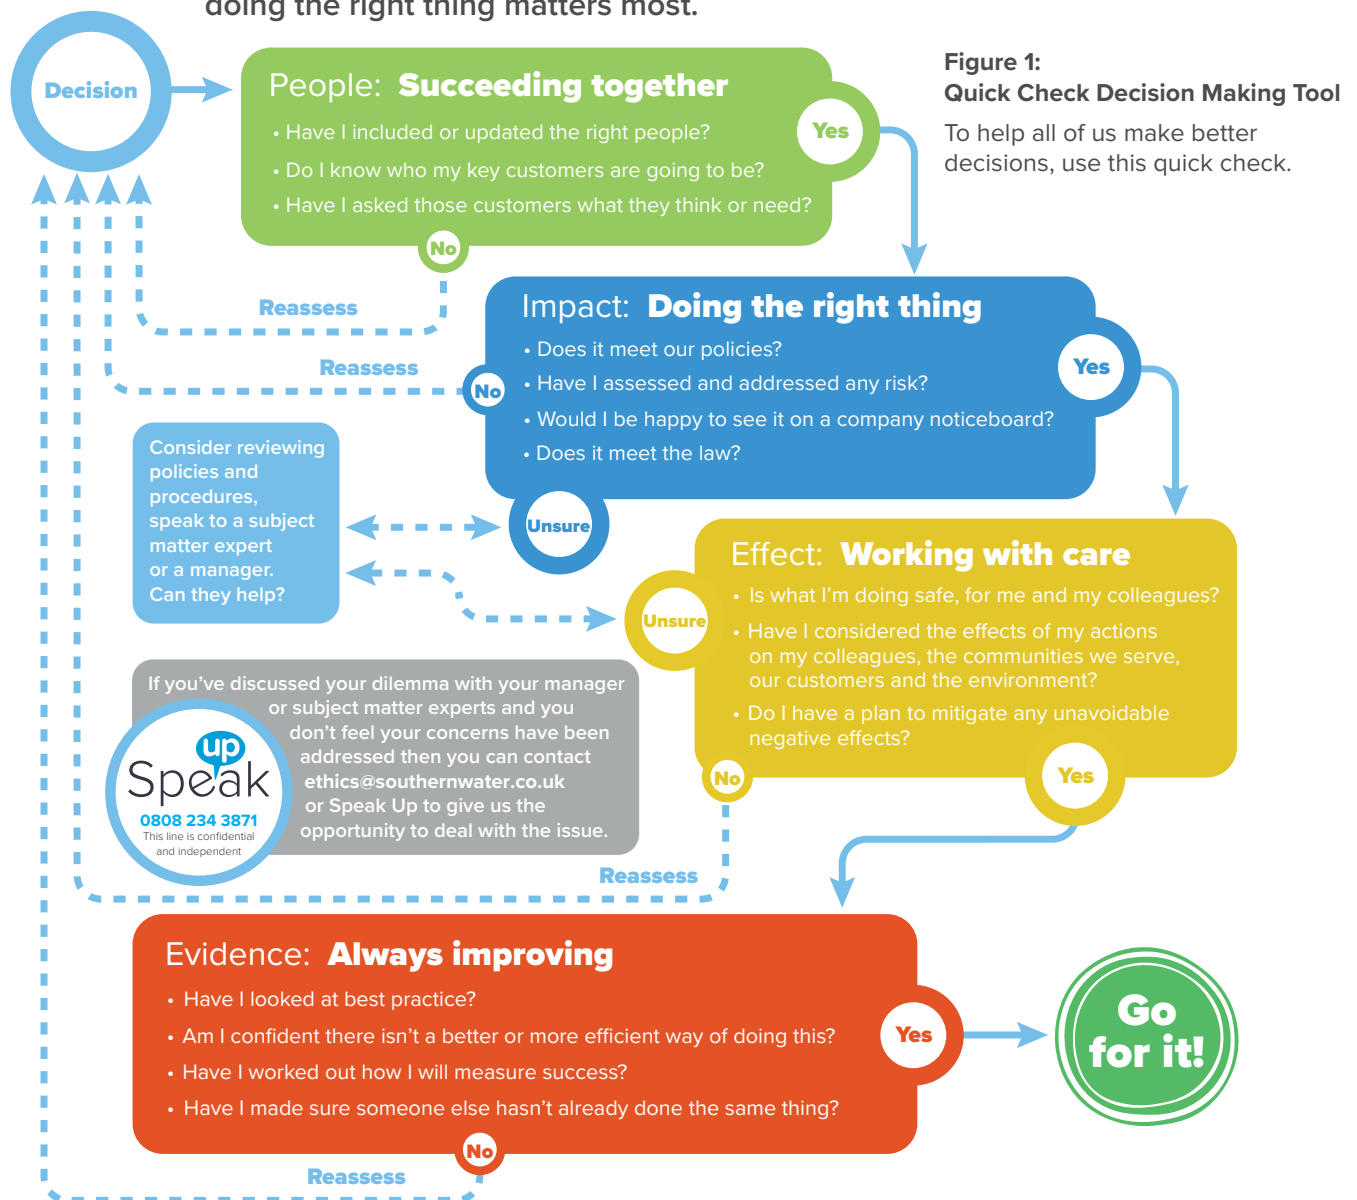 doing the right thing matters most.
Decision
People: Succeeding together
• Have I included or updated the right people?
• Do I know who my key customers are going to be?
• Have I asked those customers what they think or need?
Yes
No
Figure 1:
Quick Check Decision Making Tool
To help all of us make better
decisions, use this quick check.
Reassess
Impact: Doing the right thing
• Does it meet our policies?
• Have I assessed and addressed any risk?
• Would I be happy to see it on a company noticeboard?
• Does it meet the law?
Yes
No
Reassess
Unsure
Consider reviewing
policies and
procedures,
speak to a subject
matter expert
or a manager.
Can they help?
Effect: Working with care
• Is what I'm doing safe, for me and my colleagues?
• Have I considered the effects of my actions
on my colleagues, the communities we serve,
our customers and the environment?
• Do I have a plan to mitigate any unavoidable
negative effects?
Unsure
No
Yes
If you've discussed your dilemma with your manager
or subject matter experts and you
don't feel your concerns have been
addressed then you can contact
ethics@southernwater.co.uk
or Speak Up to give us the
opportunity to deal with the issue.
up
Speak
0808 234 3871
This line is confidential
and independent
Reassess
Evidence: Always improving
• Have I looked at best practice?
• Am I confident there isn't a better or more efficient way of doing this?
• Have I worked out how I will measure success?
• Have I made sure someone else hasn't already done the same thing?
Yes
No
Go
for it!
Reassess